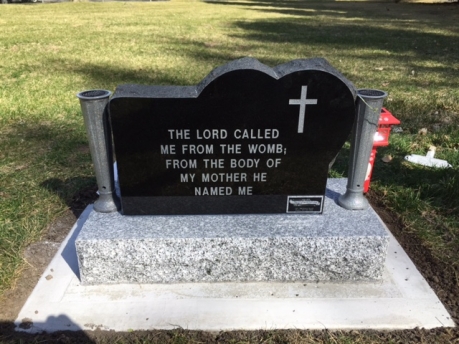 THE LORD CALLED
ME FROM THE WOMB;
FROM THE BODY OF
MY MOTHER HE
NAMED ME